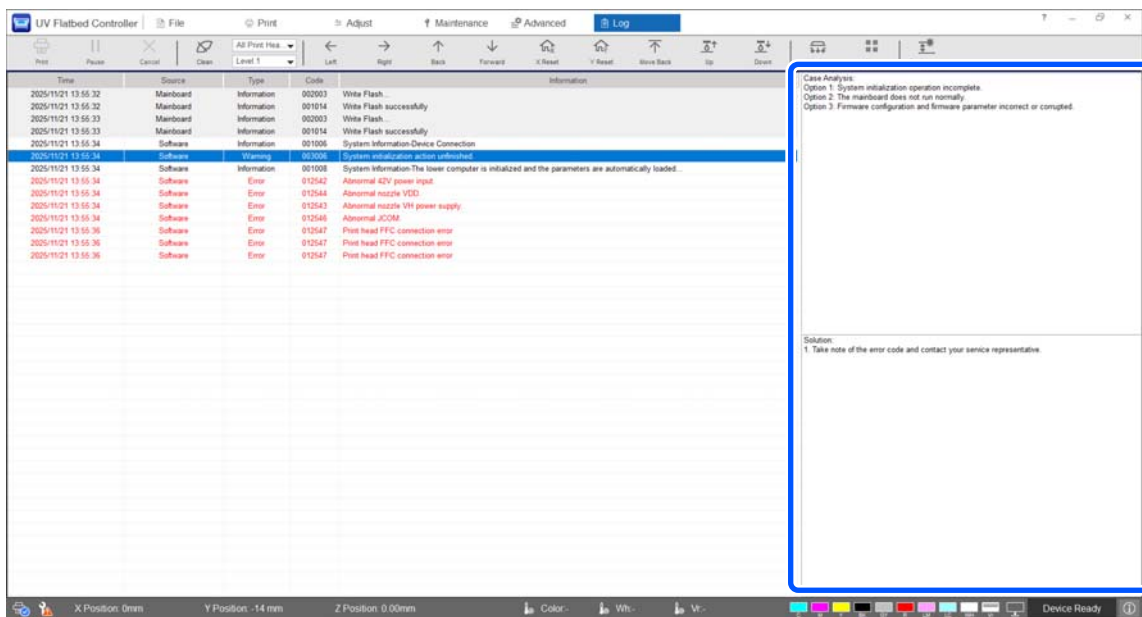 UV Flatbed Controller File Print Adjust Maintenance Advanced Log ?
All Print Hea...
Level 1
Print Pause Cancel Clean Left Right Back Forward X Reset Y Reset Move Back Up Down
Time Source Type Code Information
2025/11/21 13:55:32 Mainboard Information 002003 Write Flash...
2025/11/21 13:55:32 Mainboard Information 001014 Write Flash successfully
2025/11/21 13:55:33 Mainboard Information 002003 Write Flash...
2025/11/21 13:55:33 Mainboard Information 001014 Write Flash successfully
2025/11/21 13:55:34 Software Information 001006 System Information-Device Connection
2025/11/21 13:55:34 Software Warning 003006 System initialization action unfinished.
2025/11/21 13:55:34 Software Information 001008 System Information-The lower computer is initialized and the parameters are automatically loaded...
2025/11/21 13:55:34 Software Error 012542 Abnormal 42V power input.
2025/11/21 13:55:34 Software Error 012544 Abnormal nozzle VDD.
2025/11/21 13:55:34 Software Error 012543 Abnormal nozzle VH power supply.
2025/11/21 13:55:34 Software Error 012546 Abnormal JCOM.
2025/11/21 13:55:36 Software Error 012547 Print head FFC connection error
2025/11/21 13:55:36 Software Error 012547 Print head FFC connection error
2025/11/21 13:55:36 Software Error 012547 Print head FFC connection error
Case Analysis:
Option 1: System initialization operation incomplete.
Option 2: The mainboard does not run normally.
Option 3: Firmware configuration and firmware parameter incorrect or corrupted.
Solution:
1. Take note of the error code and contact your service representative.
X Position: 0mm Y Position: -14 mm Z Position: 0.00mm Color:- Wh:- Vr:- Device Ready